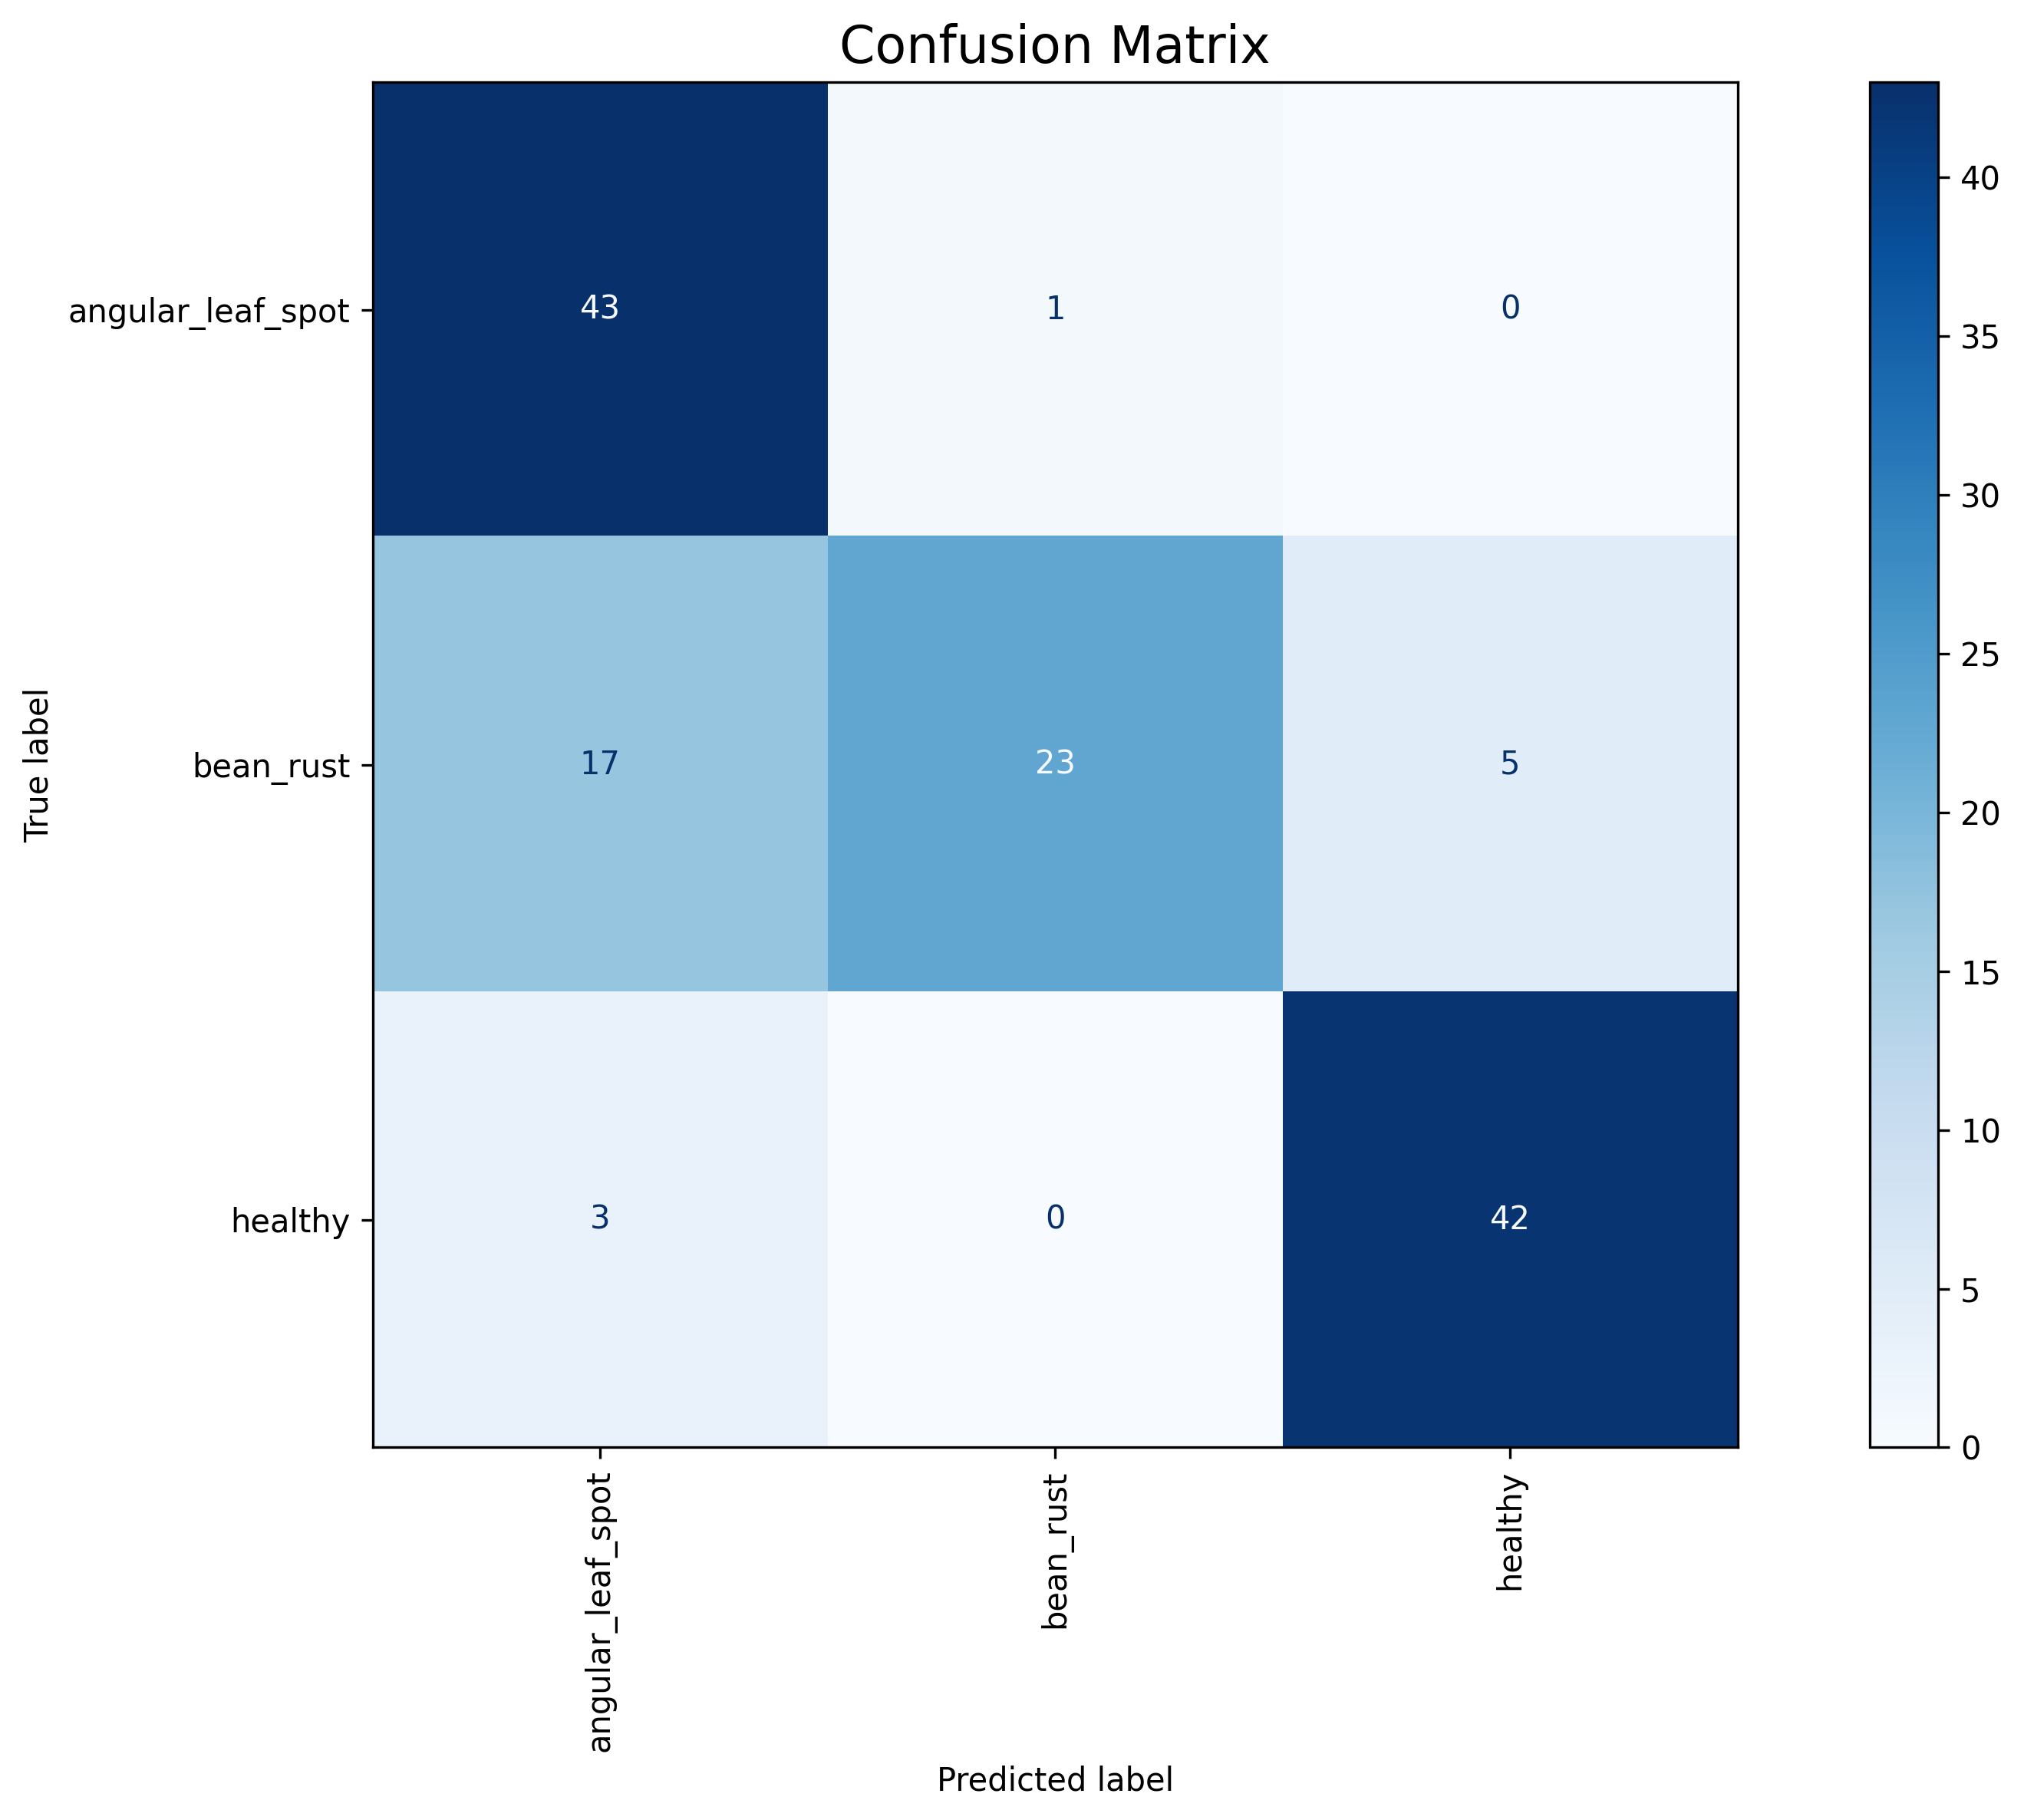 Confusion Matrix
angular_leaf_spot
43
1
0
bean_rust
17
23
5
healthy
3
0
42
True label
angular_leaf_spot
bean_rust
healthy
Predicted label
40
35
30
25
20
15
10
5
0